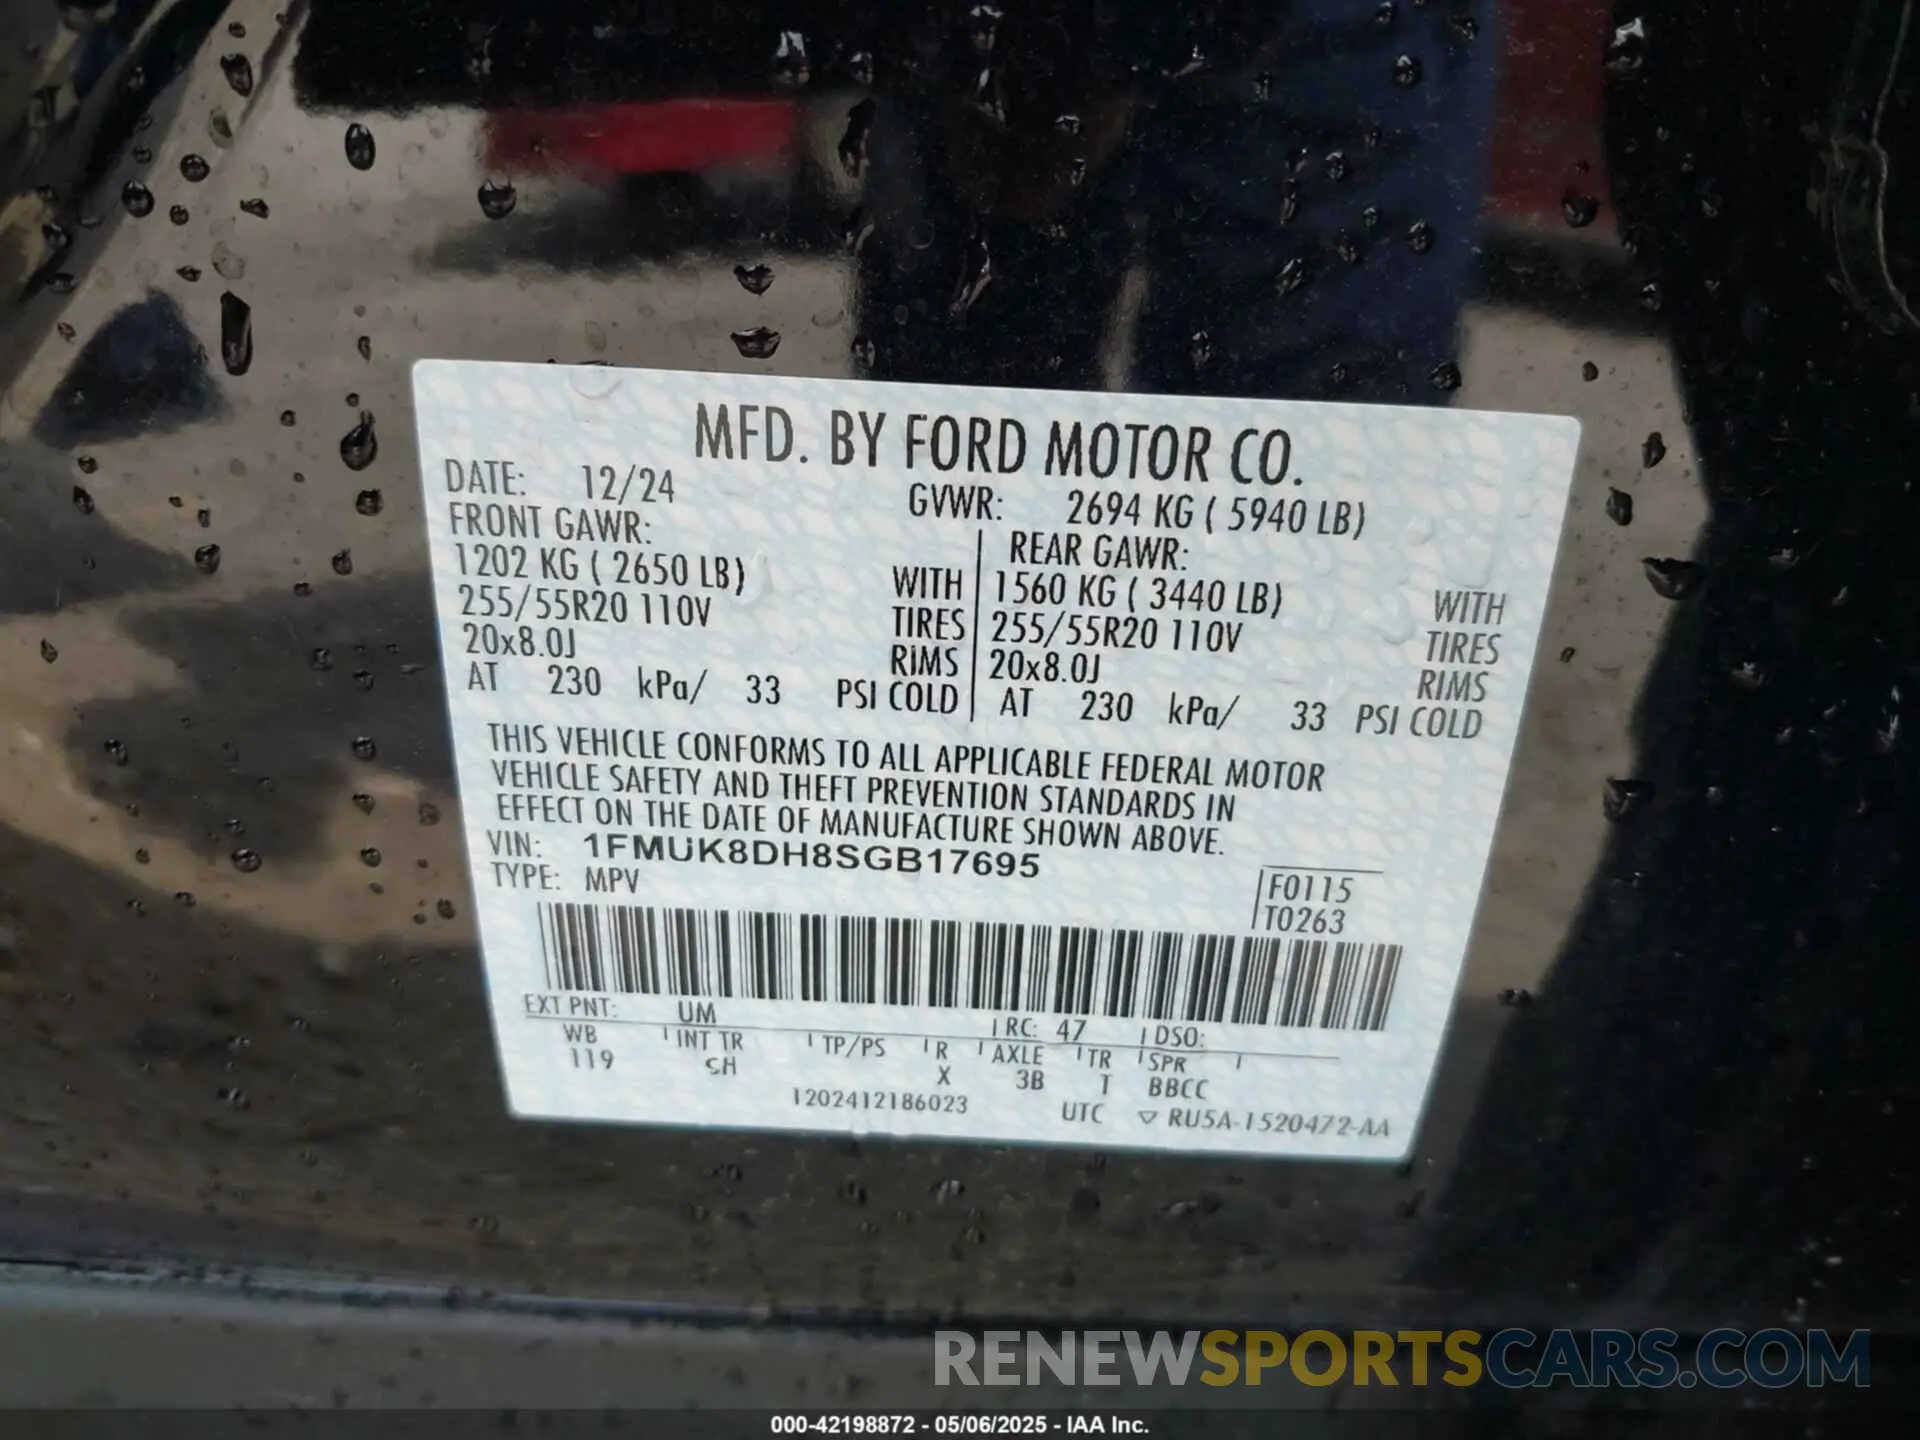 MFD. BY FORD MOTOR CO.
DATE: 12/24 GVWR: 2694 KG ( 5940 LB)
FRONT GAWR: REAR GAWR:
1202 KG ( 2650 LB) WITH 1560 KG ( 3440 LB) WITH
255/55R20 110V TIRES 255/55R20 110V TIRES
20x8.0J RIMS 20x8.0J RIMS
AT 230 kPa/ 33 PSI COLD AT 230 kPa/ 33 PSI COLD
THIS VEHICLE CONFORMS TO ALL APPLICABLE FEDERAL MOTOR
VEHICLE SAFETY AND THEFT PREVENTION STANDARDS IN
EFFECT ON THE DATE OF MANUFACTURE SHOWN ABOVE.
VIN: 1FMUK8DH8SGB17695
TYPE: MPV F0115
T0263
EXT PNT: UM RC: 47 DSO:
WB INT TR TP/PS R AXLE TR SPR
119 SH X 3B T BBCC
1202412186023 UTC ▽ RU5A-1520472-AA
RENEWSPORTSCARS.COM
000-42198872 - 05/06/2025 - IAA Inc.